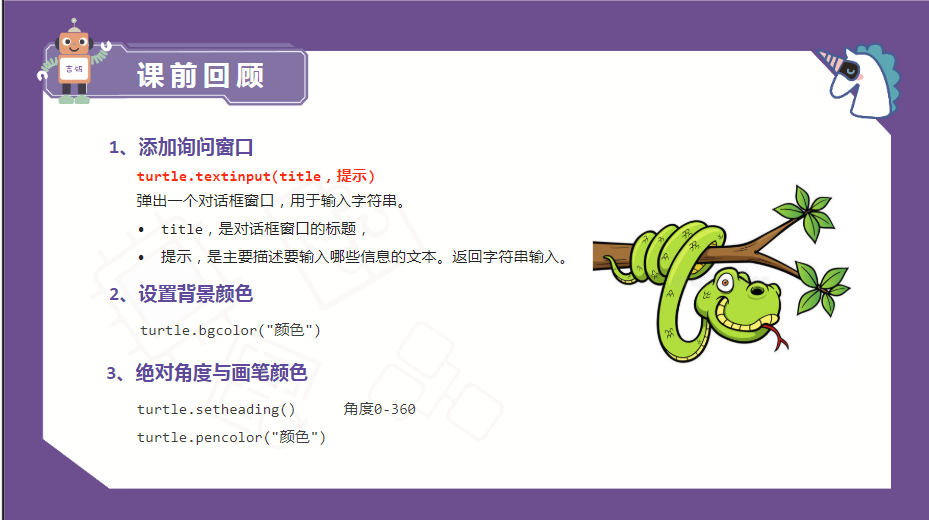 课前回顾
1、添加询问窗口
turtle.textinput(title，提示)
弹出一个对话框窗口，用于输入字符串。
• title，是对话框窗口的标题，
• 提示，是主要描述要输入哪些信息的文本。返回字符串输入。
2、设置背景颜色
turtle.bgcolor("颜色")
3、绝对角度与画笔颜色
turtle.setheading() 角度0-360
turtle.pencolor("颜色")